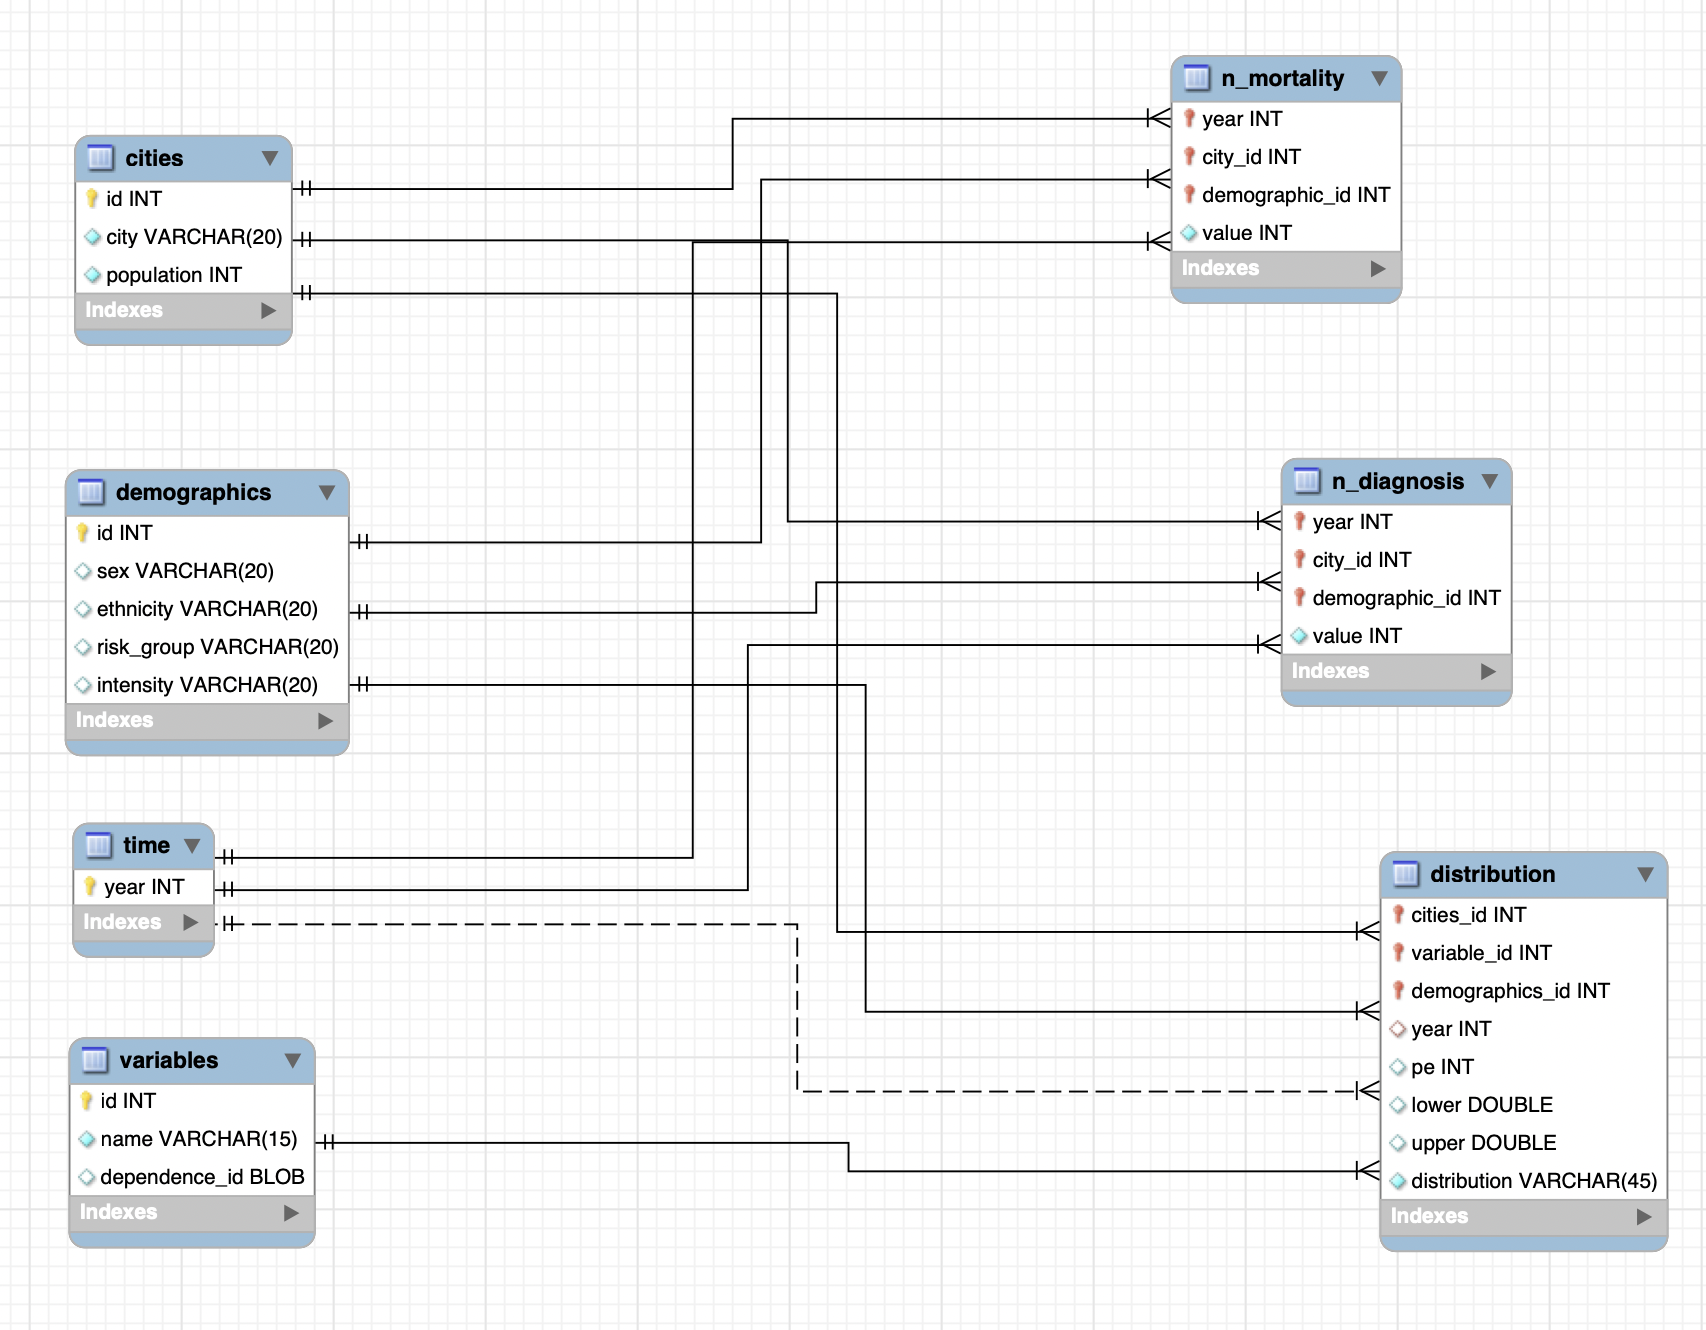 cities
id INT
city VARCHAR(20)
population INT
Indexes
demographics
id INT
sex VARCHAR(20)
ethnicity VARCHAR(20)
risk_group VARCHAR(20)
intensity VARCHAR(20)
Indexes
time
year INT
Indexes
variables
id INT
name VARCHAR(15)
dependence_id BLOB
Indexes
n_mortality
year INT
city_id INT
demographic_id INT
value INT
Indexes
n_diagnosis
year INT
city_id INT
demographic_id INT
value INT
Indexes
distribution
cities_id INT
variable_id INT
demographics_id INT
year INT
pe INT
lower DOUBLE
upper DOUBLE
distribution VARCHAR(45)
Indexes